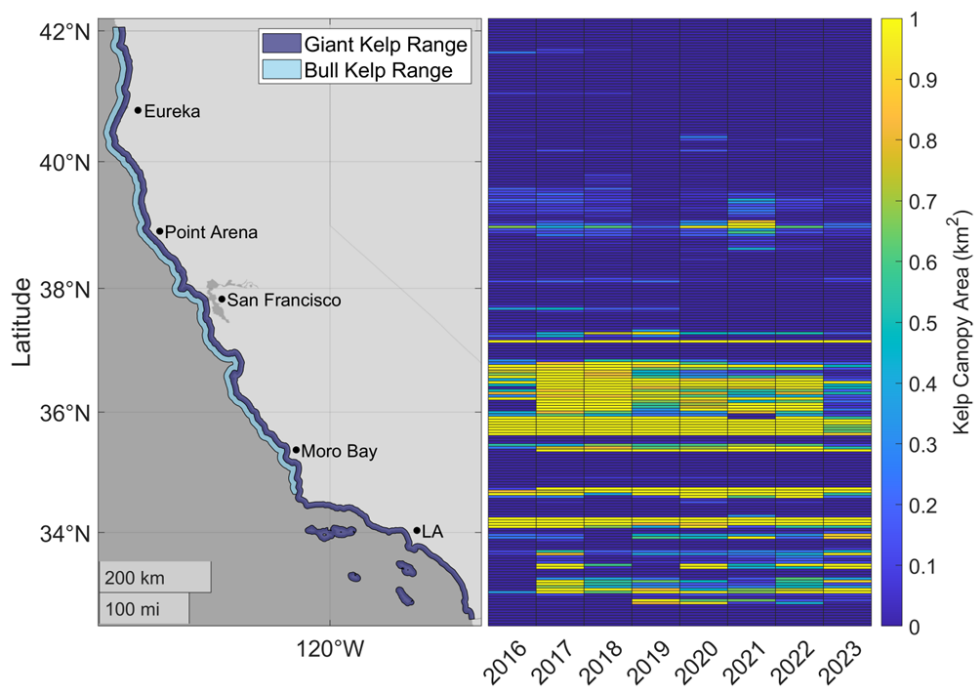 Giant Kelp Range
Bull Kelp Range
42°N
40°N
38°N
36°N
34°N
Latitude
Eureka
Point Arena
San Francisco
Moro Bay
LA
200 km
100 mi
120°W
2016
2017
2018
2019
2020
2021
2022
2023
1
0.9
0.8
0.7
0.6
0.5
0.4
0.3
0.2
0.1
0
Kelp Canopy Area (km²)